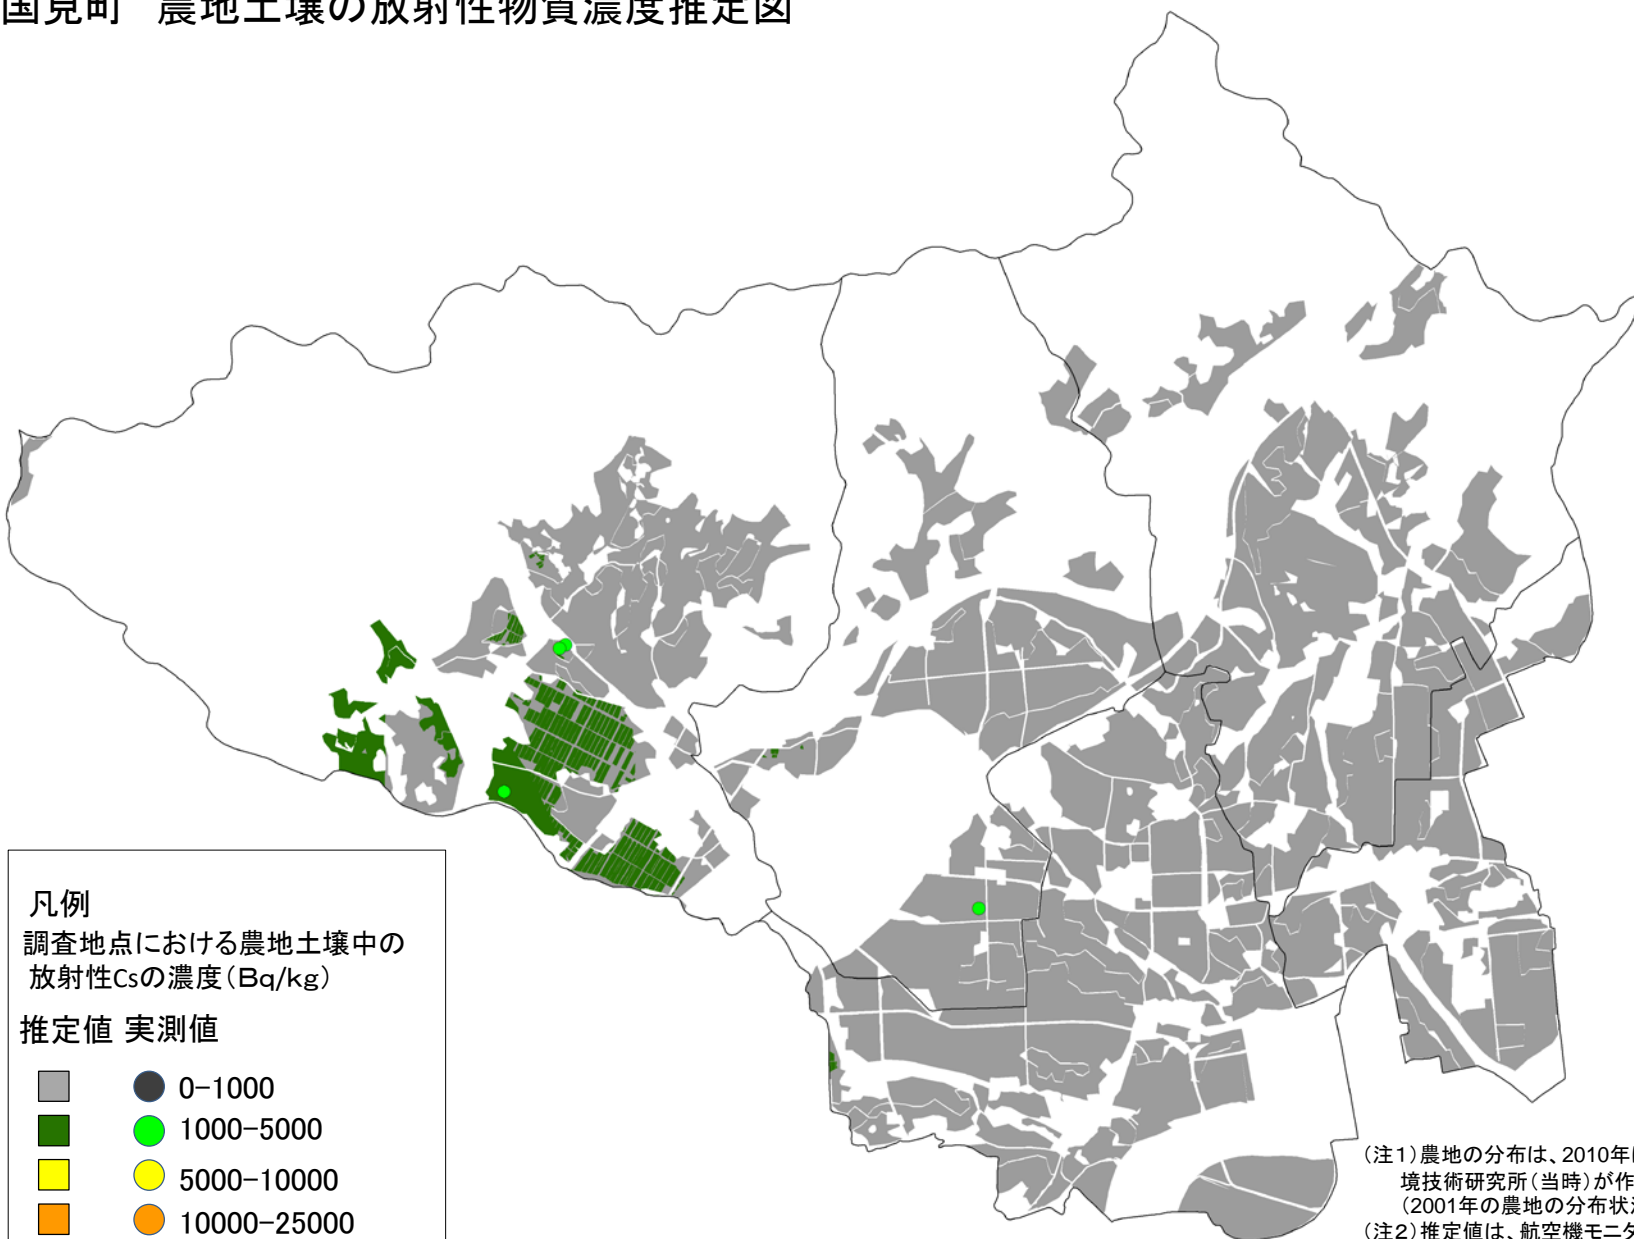 国見町 農地土壌の放射性物質濃度推定図
凡例
調査地点における農地土壌中の
放射性Csの濃度(Bq/kg)
推定値 実測値
0-1000
1000-5000
5000-10000
10000-25000
(注1)農地の分布は、2010年
境技術研究所(当時)が作
(2001年の農地の分布状
(注2)推定値は、航空機モニ